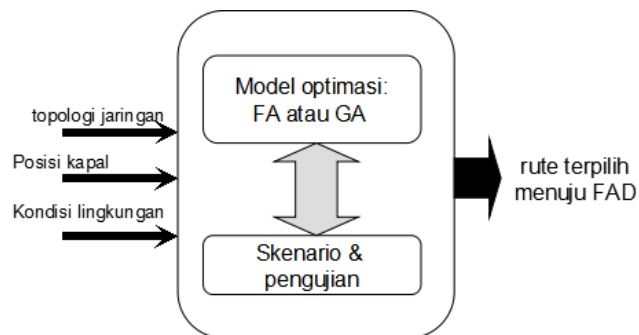 topologi jaringan
Posisi kapal
Kondisi lingkungan
Model optimasi:
FA atau GA
Skenario &
pengujian
rute terpilih
menuju FAD